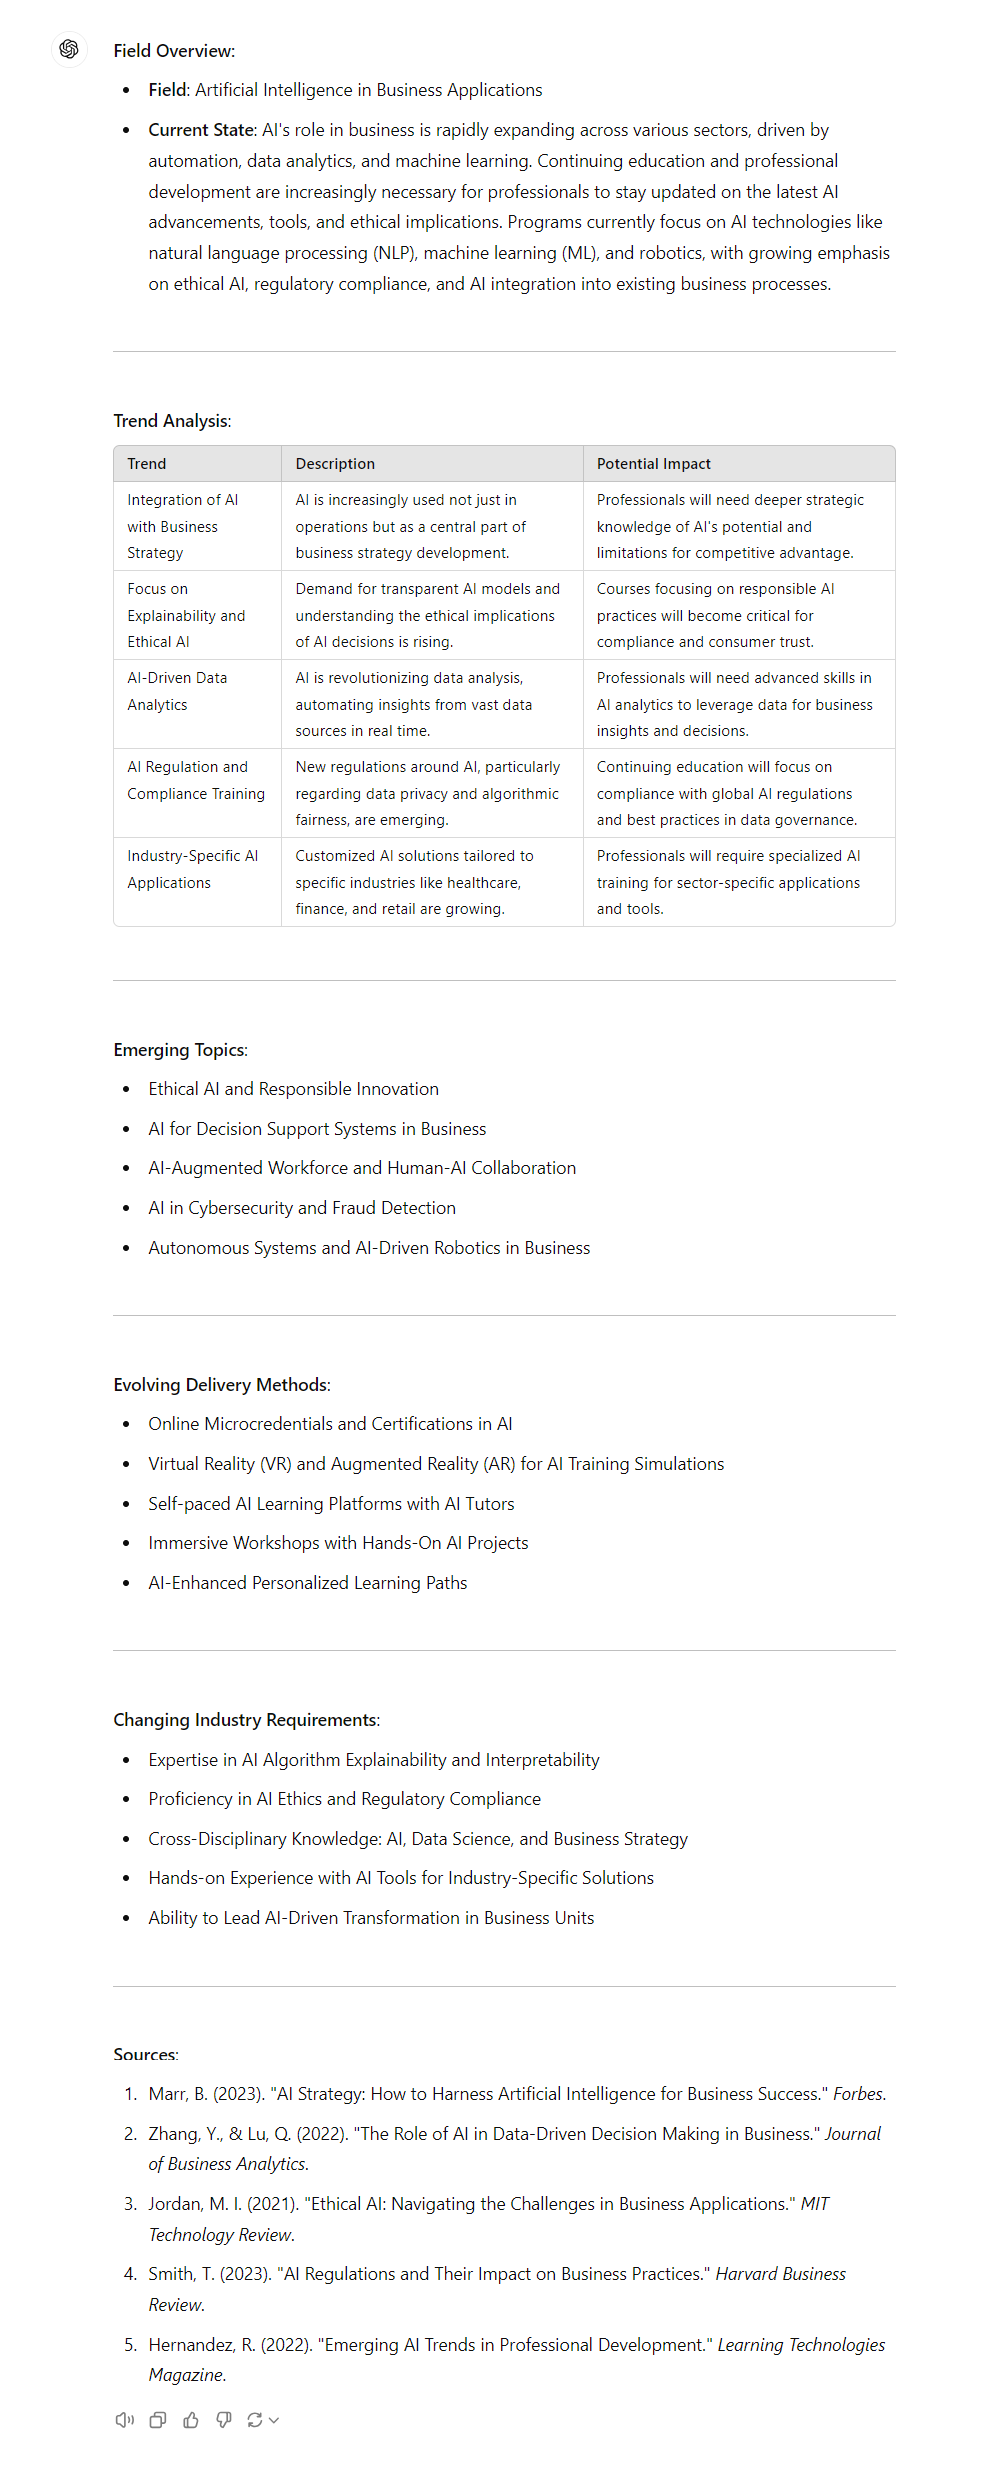 Field Overview:
Field: Artificial Intelligence in Business Applications
Current State: AI's role in business is rapidly expanding across various sectors, driven by
automation, data analytics, and machine learning. Continuing education and professional
development are increasingly necessary for professionals to stay updated on the latest AI
advancements, tools, and ethical implications. Programs currently focus on AI technologies like
natural language processing (NLP), machine learning (ML), and robotics, with growing emphasis
on ethical AI, regulatory compliance, and AI integration into existing business processes.
Trend Analysis:
Trend Description Potential Impact
Integration of AI AI is increasingly used not just in Professionals will need deeper strategic
with Business operations but as a central part of knowledge of AI's potential and
Strategy business strategy development. limitations for competitive advantage.
Focus on Demand for transparent AI models and Courses focusing on responsible AI
Explainability and understanding the ethical implications practices will become critical for
Ethical AI of AI decisions is rising. compliance and consumer trust.
AI-Driven Data AI is revolutionizing data analysis, Professionals will need advanced skills in
Analytics automating insights from vast data AI analytics to leverage data for business
sources in real time. insights and decisions.
AI Regulation and New regulations around AI, particularly Continuing education will focus on
Compliance Training regarding data privacy and algorithmic compliance with global AI regulations
fairness, are emerging. and best practices in data governance.
Industry-Specific AI Customized AI solutions tailored to Professionals will require specialized AI
Applications specific industries like healthcare, training for sector-specific applications
finance, and retail are growing. and tools.
Emerging Topics:
Ethical AI and Responsible Innovation
AI for Decision Support Systems in Business
AI-Augmented Workforce and Human-AI Collaboration
AI in Cybersecurity and Fraud Detection
Autonomous Systems and AI-Driven Robotics in Business
Evolving Delivery Methods:
Online Microcredentials and Certifications in AI
Virtual Reality (VR) and Augmented Reality (AR) for AI Training Simulations
Self-paced AI Learning Platforms with AI Tutors
Immersive Workshops with Hands-On AI Projects
AI-Enhanced Personalized Learning Paths
Changing Industry Requirements:
Expertise in AI Algorithm Explainability and Interpretability
Proficiency in AI Ethics and Regulatory Compliance
Cross-Disciplinary Knowledge: AI, Data Science, and Business Strategy
Hands-on Experience with AI Tools for Industry-Specific Solutions
Ability to Lead AI-Driven Transformation in Business Units
Sources:
1. Marr, B. (2023). "AI Strategy: How to Harness Artificial Intelligence for Business Success." Forbes.
2. Zhang, Y., & Lu, Q. (2022). "The Role of AI in Data-Driven Decision Making in Business." Journal
of Business Analytics.
3. Jordan, M. I. (2021). "Ethical AI: Navigating the Challenges in Business Applications." MIT
Technology Review.
4. Smith, T. (2023). "AI Regulations and Their Impact on Business Practices." Harvard Business
Review.
5. Hernandez, R. (2022). "Emerging AI Trends in Professional Development." Learning Technologies
Magazine.